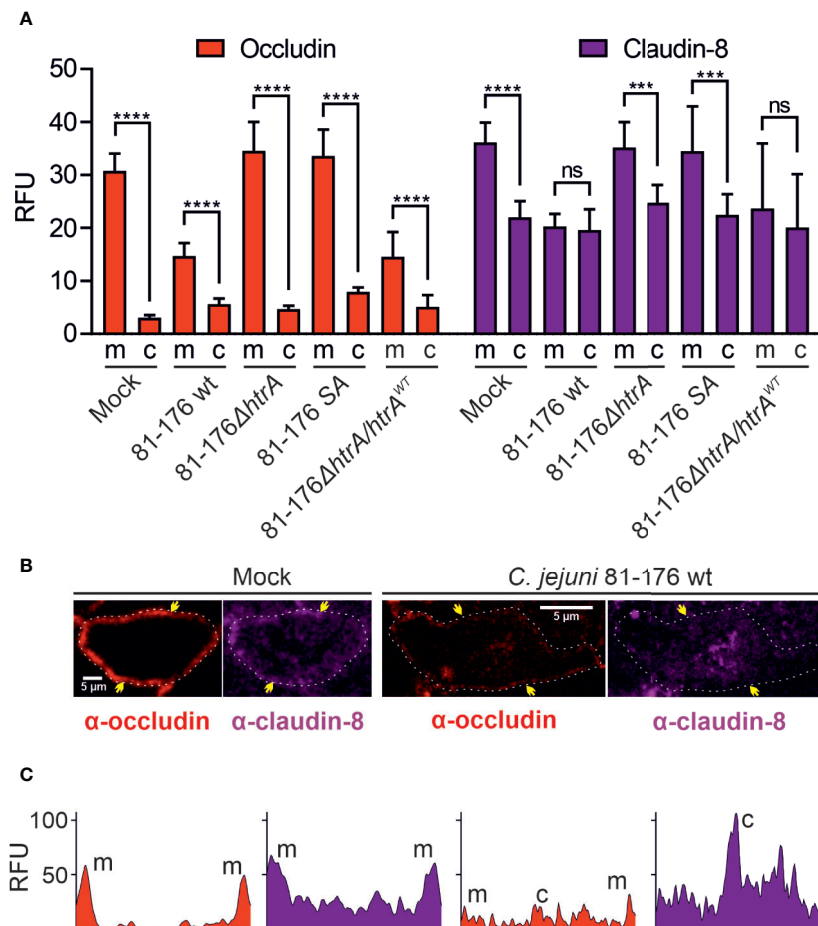 A
Occludin Claudin-8
50
40
30
20
10
0
RFU
**** **** **** **** **** **** ns *** *** ns
m c m c m c m c m c m c m c m c m c m c
Mock 81-176 wt 81-176ΔhtrA 81-176 SA 81-176ΔhtrA/htrAᵂᵀ Mock 81-176 wt 81-176ΔhtrA 81-176 SA 81-176ΔhtrA/htrAᵂᵀ
B
Mock C. jejuni 81-176 wt
5 µm 5 µm
α-occludin α-claudin-8 α-occludin α-claudin-8
C
RFU
100
50
m m m m m c m c